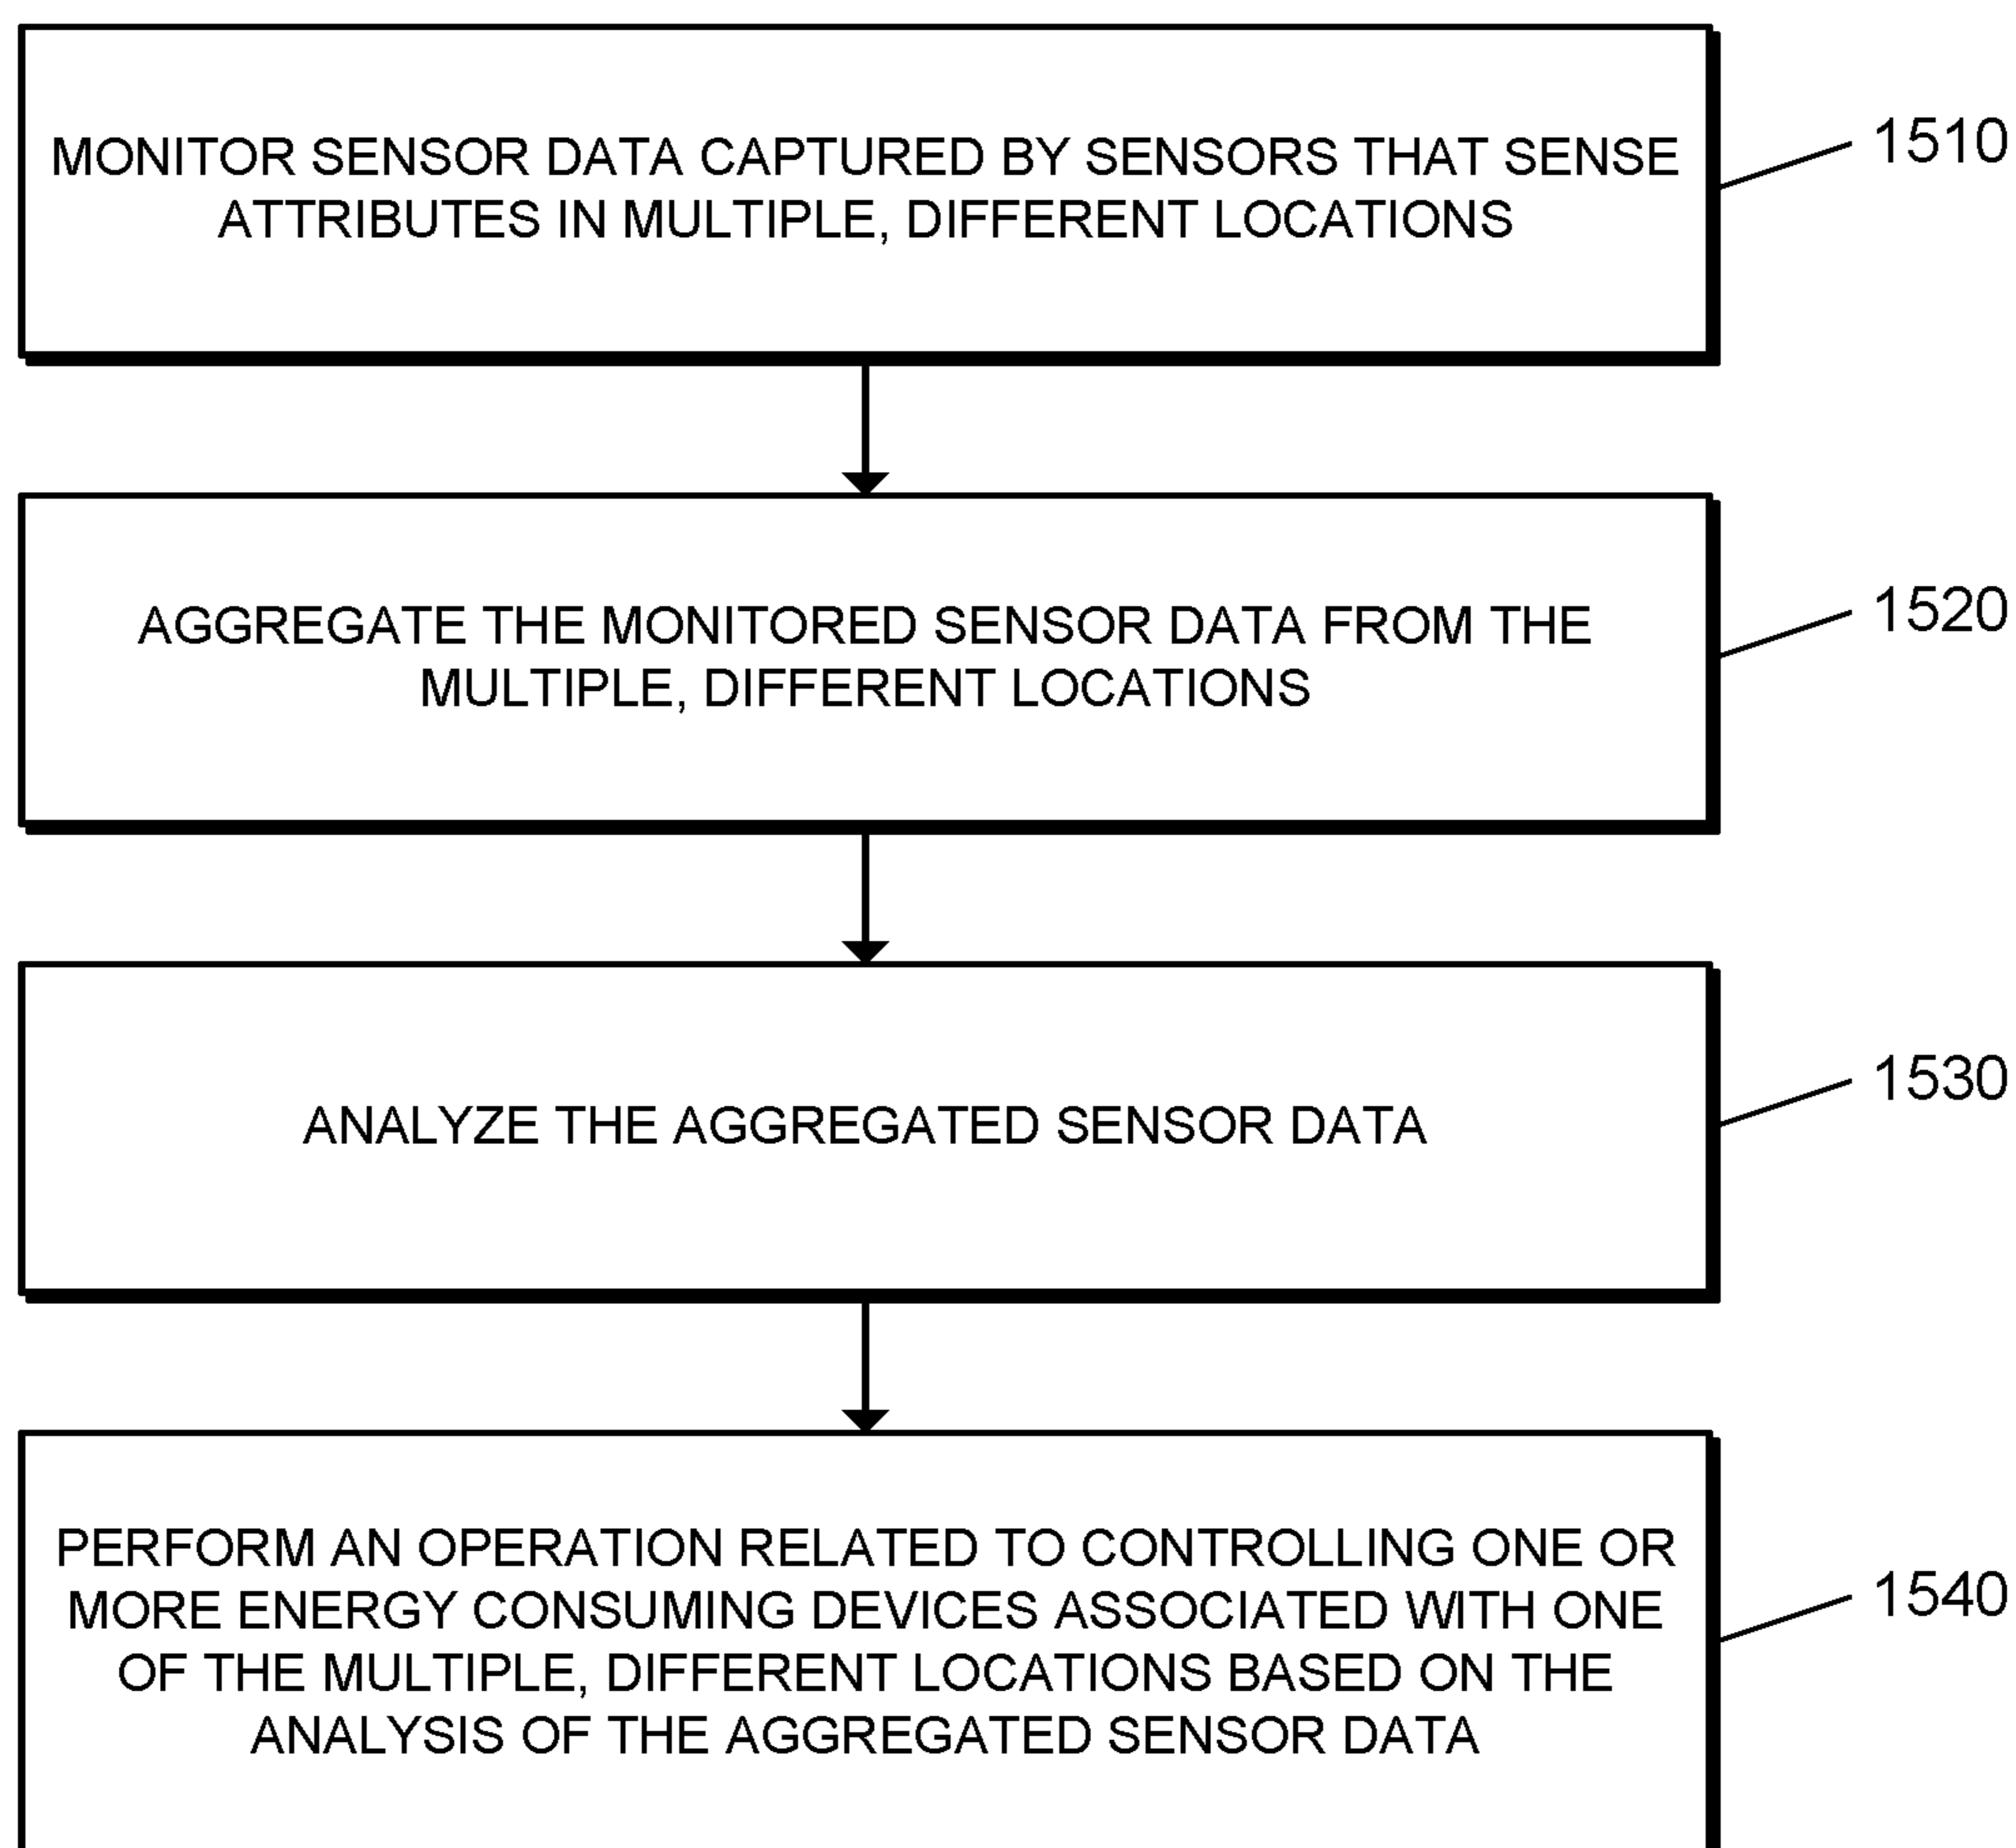 MONITOR SENSOR DATA CAPTURED BY SENSORS THAT SENSE
ATTRIBUTES IN MULTIPLE, DIFFERENT LOCATIONS
1510
AGGREGATE THE MONITORED SENSOR DATA FROM THE
MULTIPLE, DIFFERENT LOCATIONS
1520
ANALYZE THE AGGREGATED SENSOR DATA
1530
PERFORM AN OPERATION RELATED TO CONTROLLING ONE OR
MORE ENERGY CONSUMING DEVICES ASSOCIATED WITH ONE
OF THE MULTIPLE, DIFFERENT LOCATIONS BASED ON THE
ANALYSIS OF THE AGGREGATED SENSOR DATA
1540